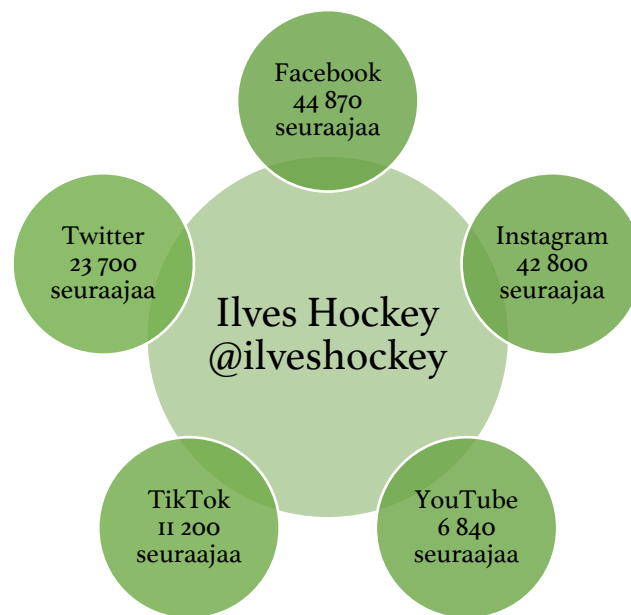 Facebook
44 870
seuraajaa
Twitter
23 700
seuraajaa
Instagram
42 800
seuraajaa
Ilves Hockey
@ilveshockey
TikTok
11 200
seuraajaa
YouTube
6 840
seuraajaa